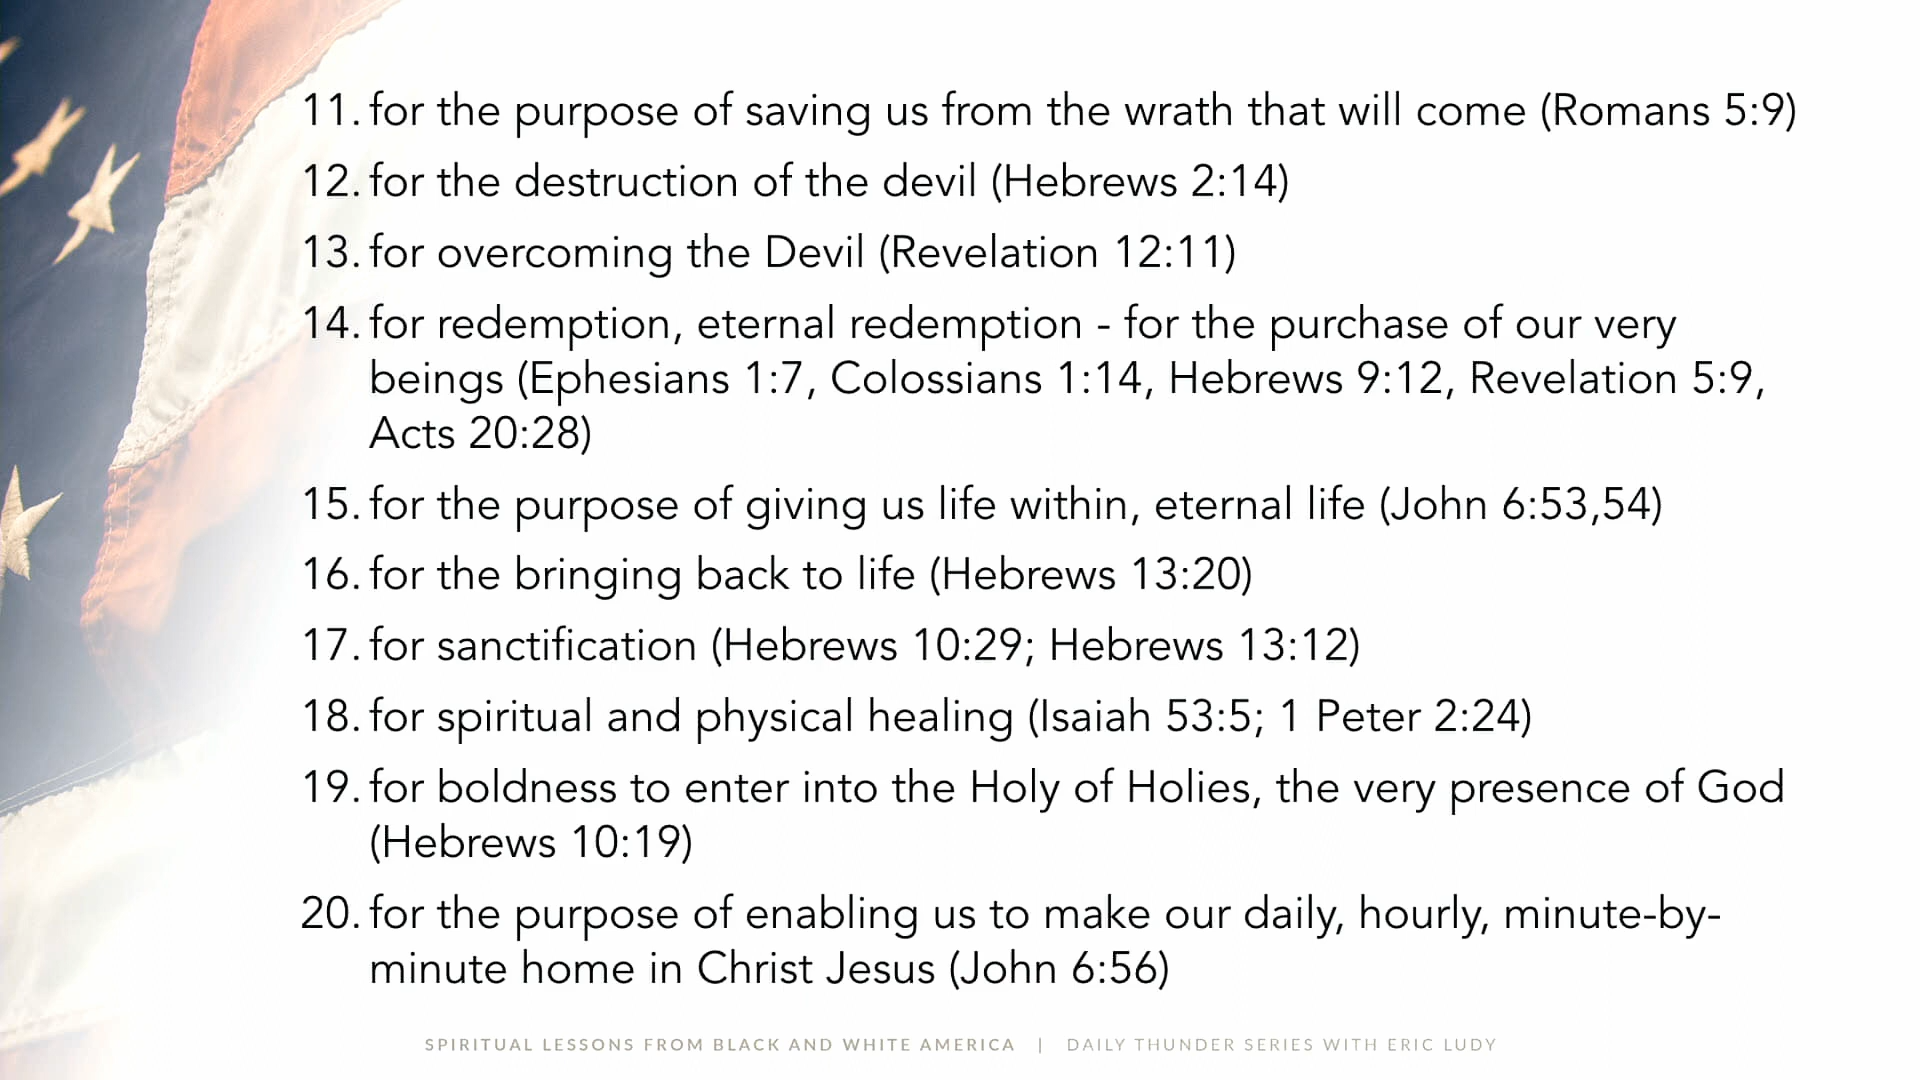 11. for the purpose of saving us from the wrath that will come (Romans 5:9)
12. for the destruction of the devil (Hebrews 2:14)
13. for overcoming the Devil (Revelation 12:11)
14. for redemption, eternal redemption - for the purchase of our very
beings (Ephesians 1:7, Colossians 1:14, Hebrews 9:12, Revelation 5:9,
Acts 20:28)
15. for the purpose of giving us life within, eternal life (John 6:53,54)
16. for the bringing back to life (Hebrews 13:20)
17. for sanctification (Hebrews 10:29; Hebrews 13:12)
18. for spiritual and physical healing (Isaiah 53:5; 1 Peter 2:24)
19. for boldness to enter into the Holy of Holies, the very presence of God
(Hebrews 10:19)
20. for the purpose of enabling us to make our daily, hourly, minute-by-
minute home in Christ Jesus (John 6:56)
SPIRITUAL LESSONS FROM BLACK AND WHITE AMERICA | DAILY THUNDER SERIES WITH ERIC LUDY